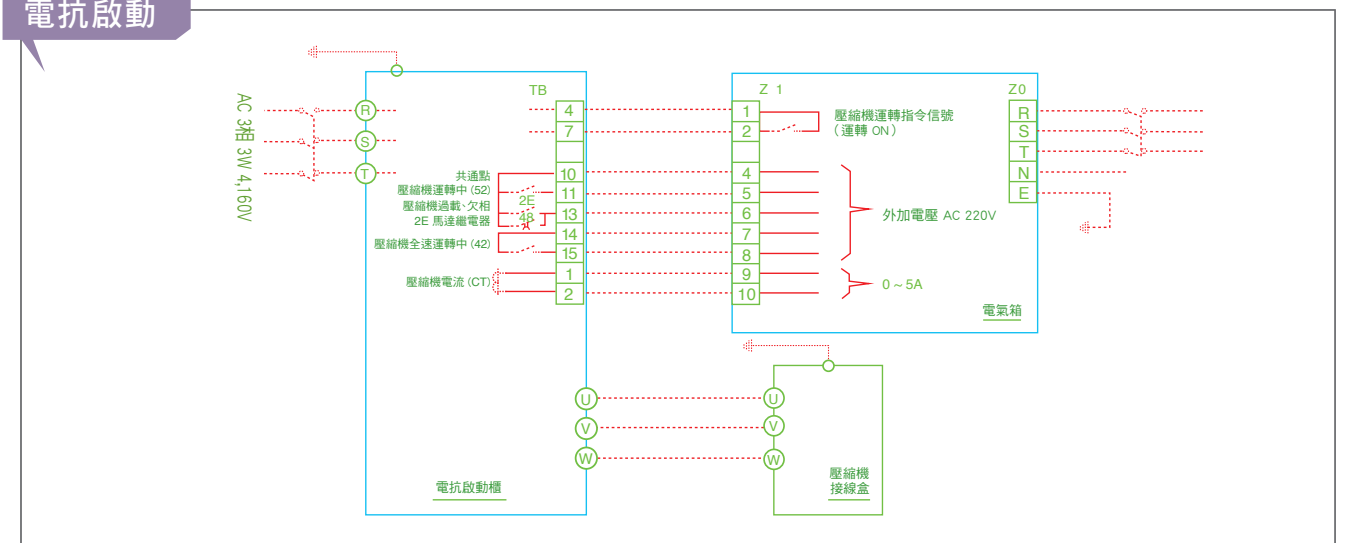 電抗啟動
AC 3相 3W 4,160V
R
S
T
TB
4
7
10
11
13
14
15
1
2
共通點
壓縮機運轉中 (52)
壓縮機過載、欠相
2E 馬達繼電器
2E
48
壓縮機全速運轉中 (42)
壓縮機電流 (CT)
U
V
W
電抗啟動櫃
Z 1
1
2
4
5
6
7
8
9
10
壓縮機運轉指令信號
（運轉 ON）
外加電壓 AC 220V
0～5A
Z0
R
S
T
N
E
電氣箱
U
V
W
壓縮機
接線盒